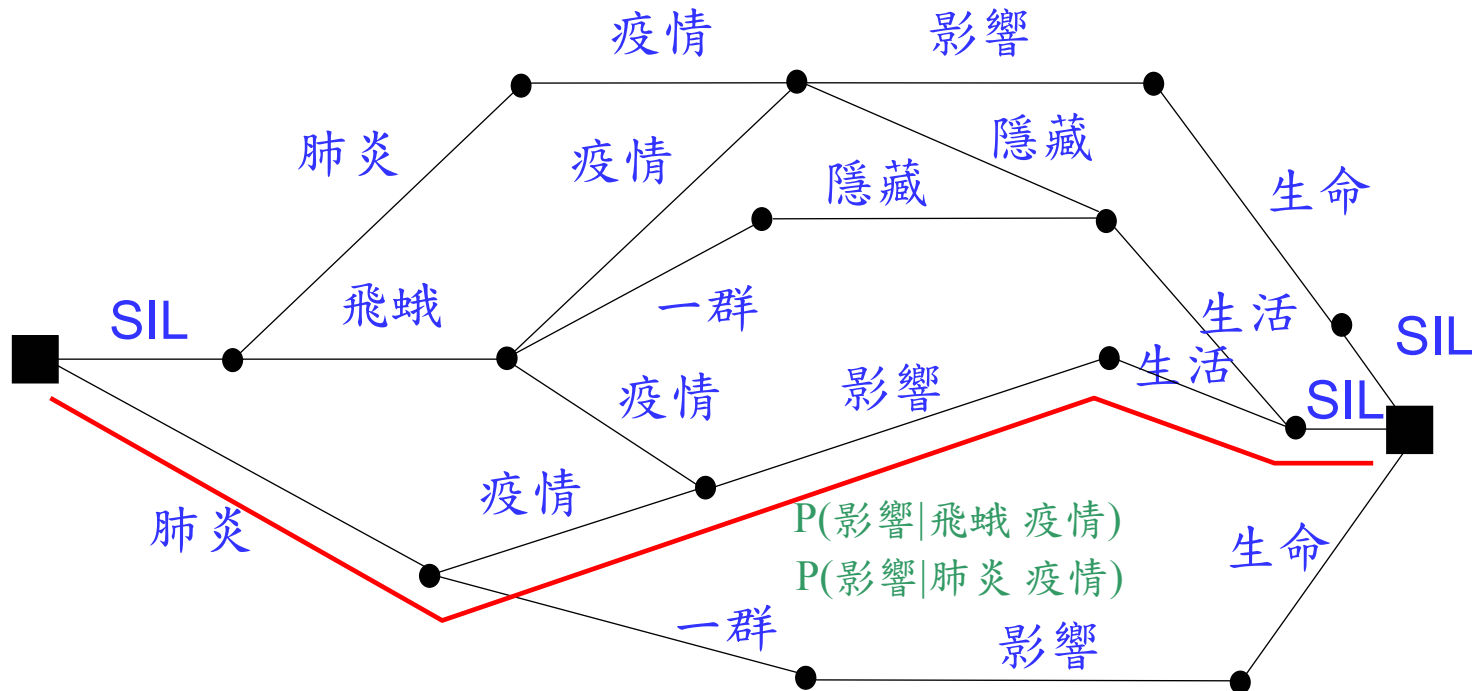 疫情
影響
肺炎
疫情
隱藏
隱藏
生命
SIL
飛蛾
一群
生活
SIL
疫情
影響
生活
SIL
肺炎
疫情
P(影響|飛蛾 疫情)
P(影響|肺炎 疫情)
生命
一群
影響